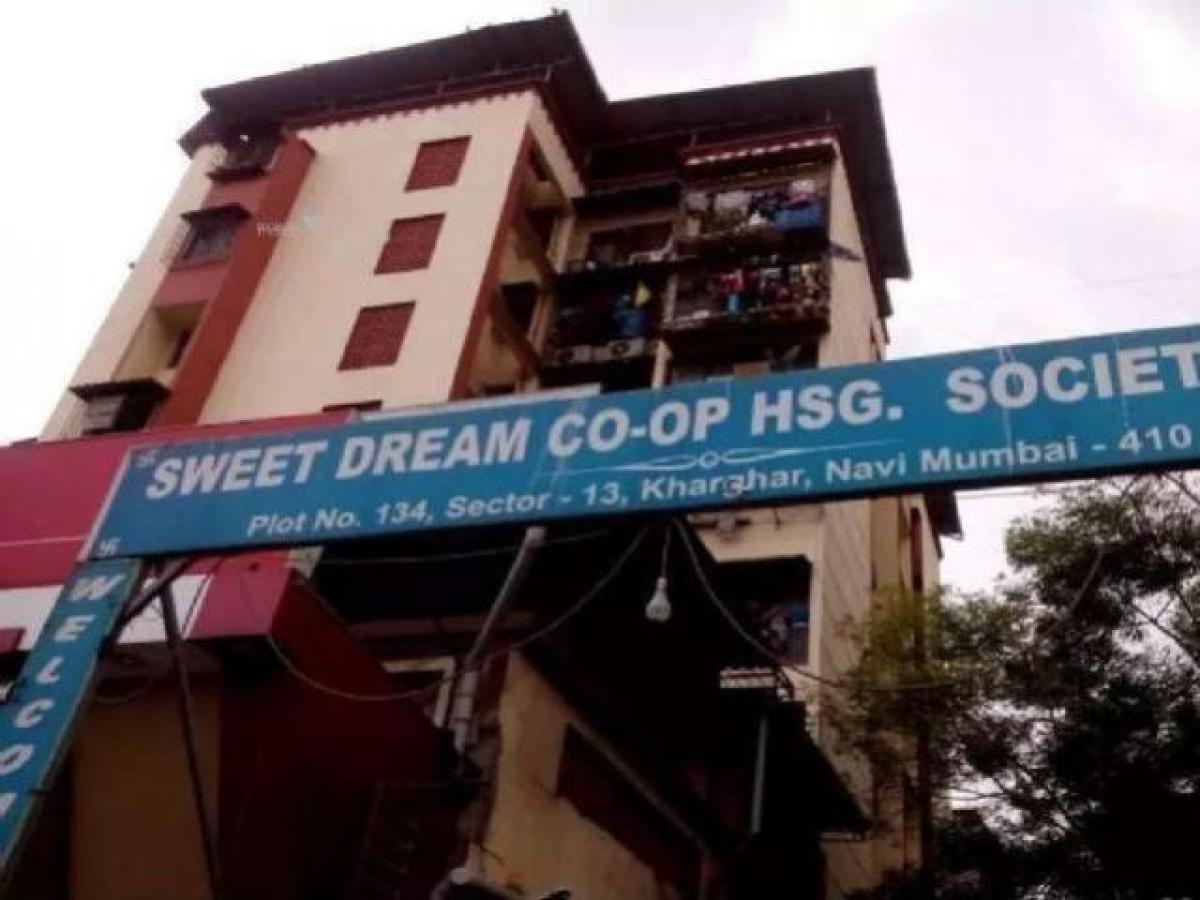 SWEET DREAM CO-OP HSG. SOCIET
Plot No. 134, Sector - 13, Kharghar, Navi Mumbai - 410
WELCO